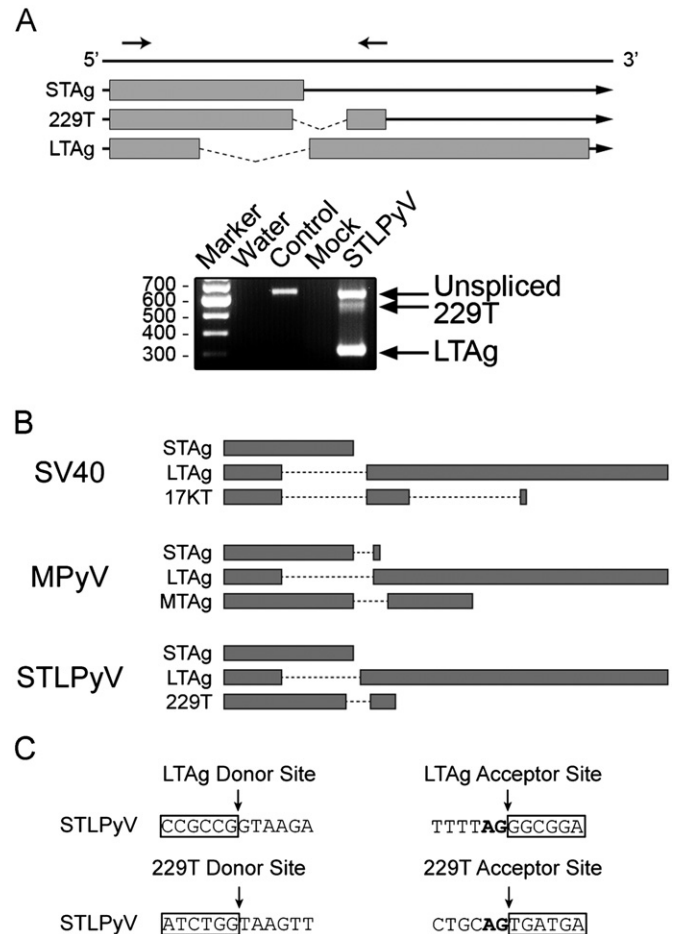 A
5’ 3’
STAg
229T
LTAg
Marker Water Control Mock STLPyV
700 -
600 -
500 -
400 -
300 -
Unspliced
229T
LTAg
B
SV40
STAg
LTAg
17KT
MPyV
STAg
LTAg
MTAg
STLPyV
STAg
LTAg
229T
C
LTAg Donor Site LTAg Acceptor Site
STLPyV CCGCCGGTAAGA TTTTAGGGCGGA
229T Donor Site 229T Acceptor Site
STLPyV ATCTGGTAAGTT CTGCAGTGATGA